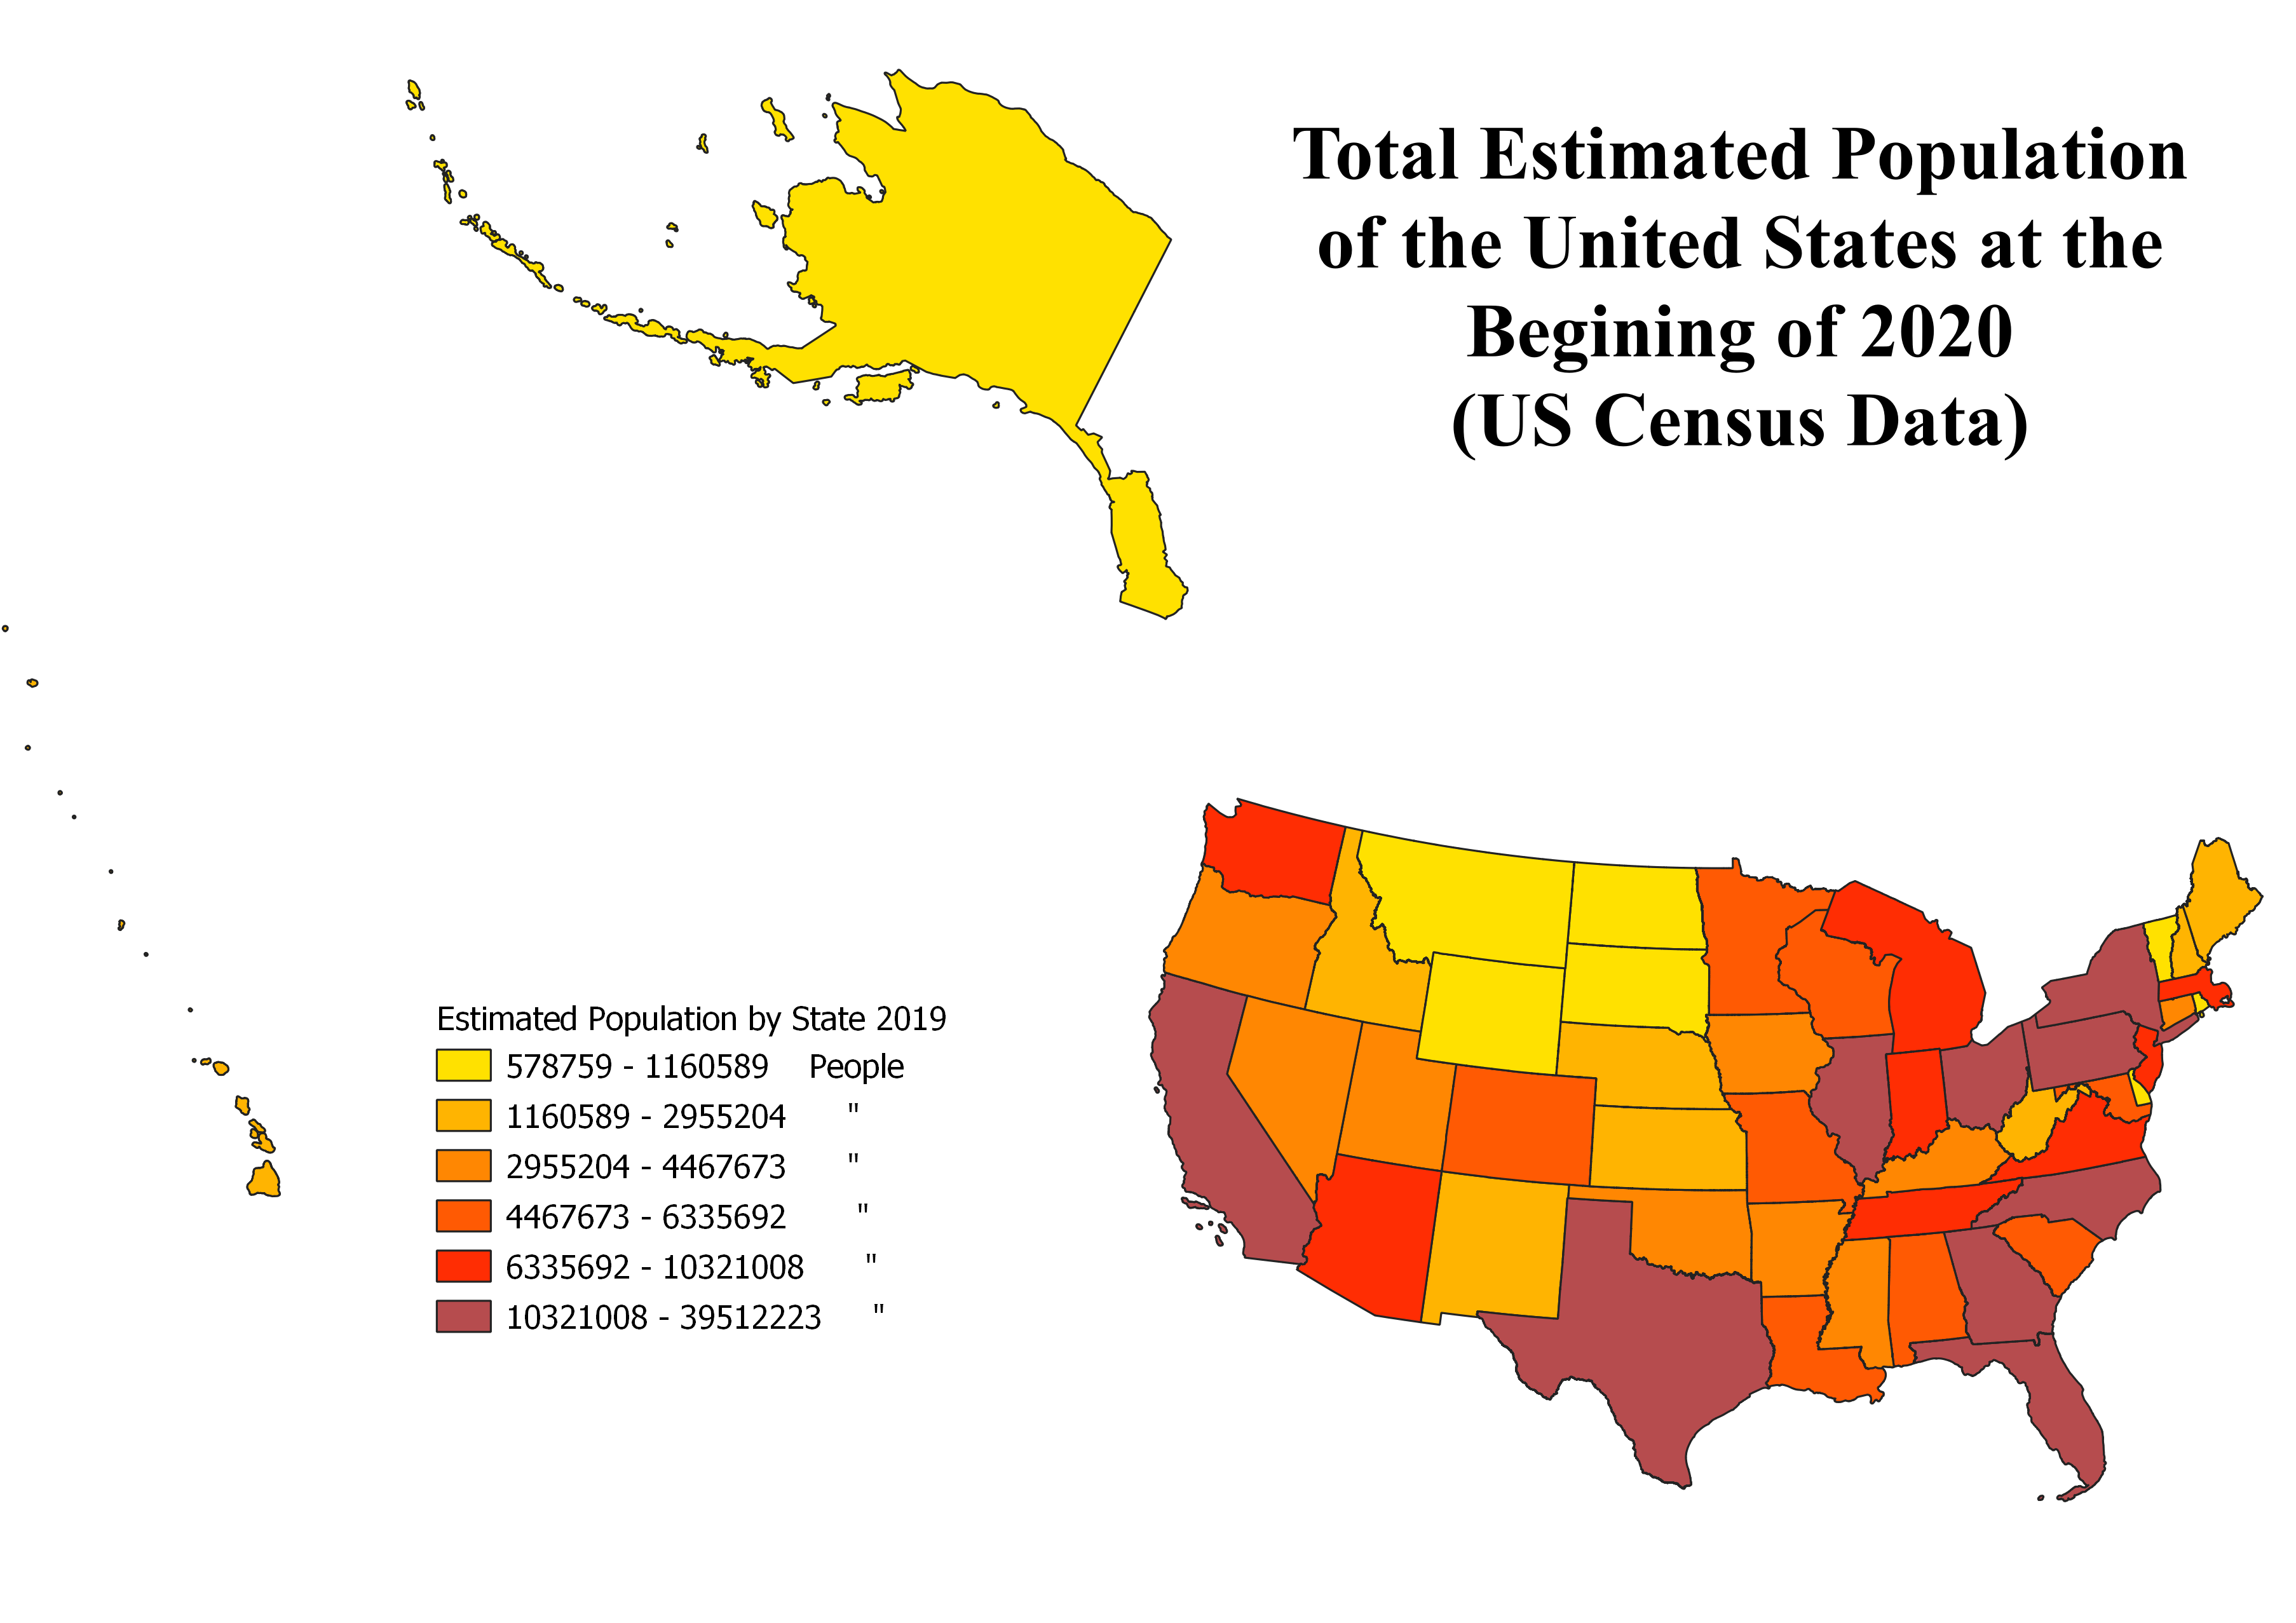 Total Estimated Population
of the United States at the
Begining of 2020
(US Census Data)
Estimated Population by State 2019
578759 - 1160589 People
1160589 - 2955204 "
2955204 - 4467673 "
4467673 - 6335692 "
6335692 - 10321008 "
10321008 - 39512223 "